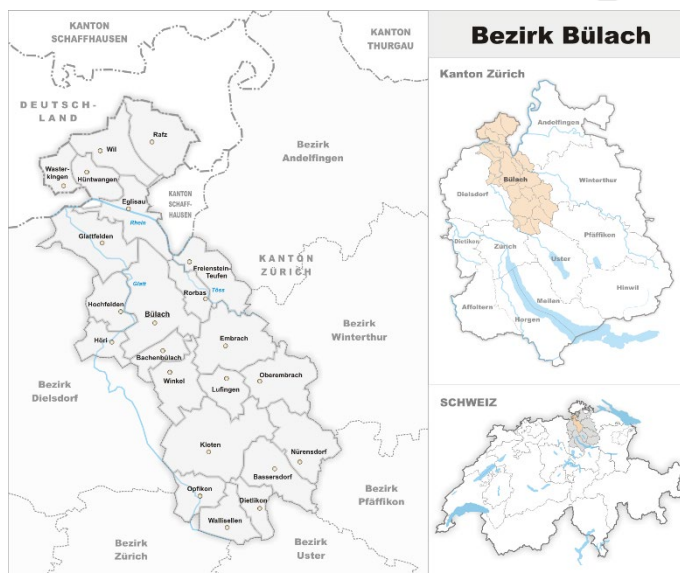 KANTON
SCHAFFHAUSEN
KANTON
THURGAU
DEUTSCH-
LAND
Rafz
Wil
Bezirk
Andelfingen
Waster-
kingen
Hüntwangen
Eglisau
KANTON
SCHAFF-
HAUSEN
Rhein
Glattfelden
KANTON
ZÜRICH
Freienstein-
Teufen
Glatt
Töss
Rorbas
Hochfelden
Bülach
Bezirk
Winterthur
Höri
Embrach
Bachenbülach
Winkel
Oberembrach
Lufingen
Bezirk
Dielsdorf
Kloten
Nürensdorf
Bassersdorf
Opfikon
Dietlikon
Bezirk
Pfäffikon
Wallisellen
Bezirk
Zürich
Bezirk
Uster
Bezirk Bülach
Kanton Zürich
Andelfingen
Bülach
Winterthur
Dielsdorf
Pfäffikon
Dietikon
Zürich
Uster
Hinwil
Meilen
Affoltern
Horgen
SCHWEIZ